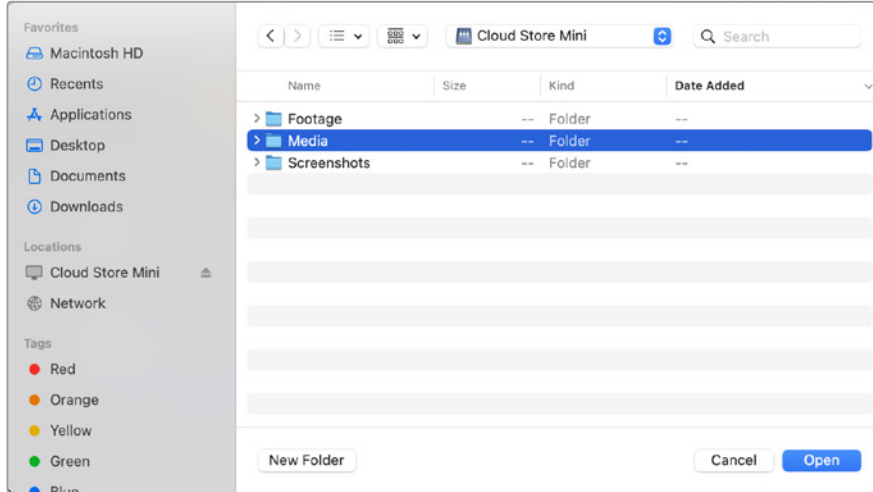 Favorites
Macintosh HD
Recents
Applications
Desktop
Documents
Downloads
Locations
Cloud Store Mini
Network
Tags
Red
Orange
Yellow
Green
Blue
Cloud Store Mini
Search
Name Size Kind Date Added
Footage -- Folder --
Media -- Folder --
Screenshots -- Folder --
New Folder Cancel Open